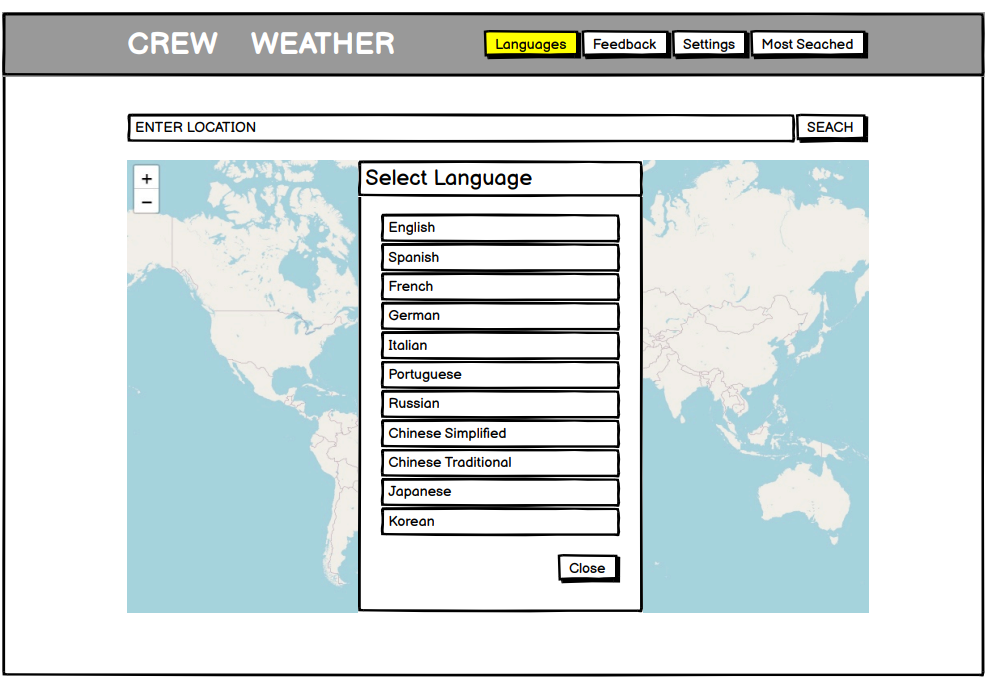 CREW WEATHER
Languages
Feedback
Settings
Most Seached
ENTER LOCATION
SEACH
+
−
Select Language
English
Spanish
French
German
Italian
Portuguese
Russian
Chinese Simplified
Chinese Traditional
Japanese
Korean
Close